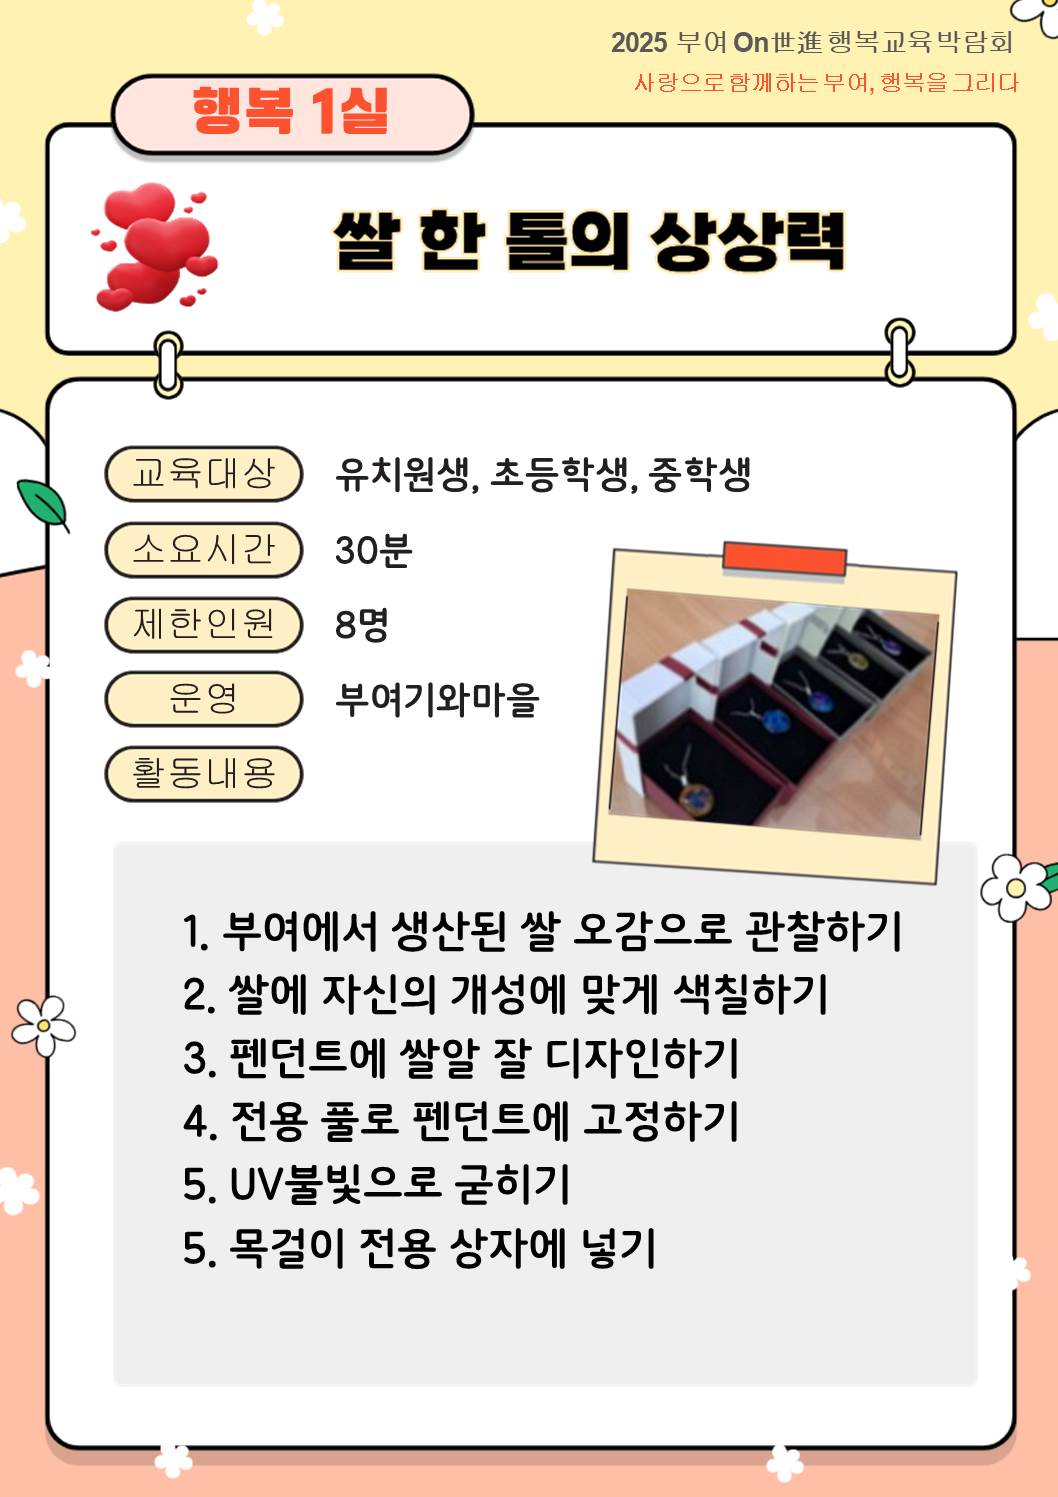 2025 부여 On世進 행복교육박람회
사랑으로 함께하는 부여, 행복을 그리다
행복 1실
쌀 한 톨의 상상력
교육대상 유치원생, 초등학생, 중학생
소요시간 30분
제한인원 8명
운영 부여기와마을
활동내용
1. 부여에서 생산된 쌀 오감으로 관찰하기
2. 쌀에 자신의 개성에 맞게 색칠하기
3. 펜던트에 쌀알 잘 디자인하기
4. 전용 풀로 펜던트에 고정하기
5. UV불빛으로 굳히기
5. 목걸이 전용 상자에 넣기